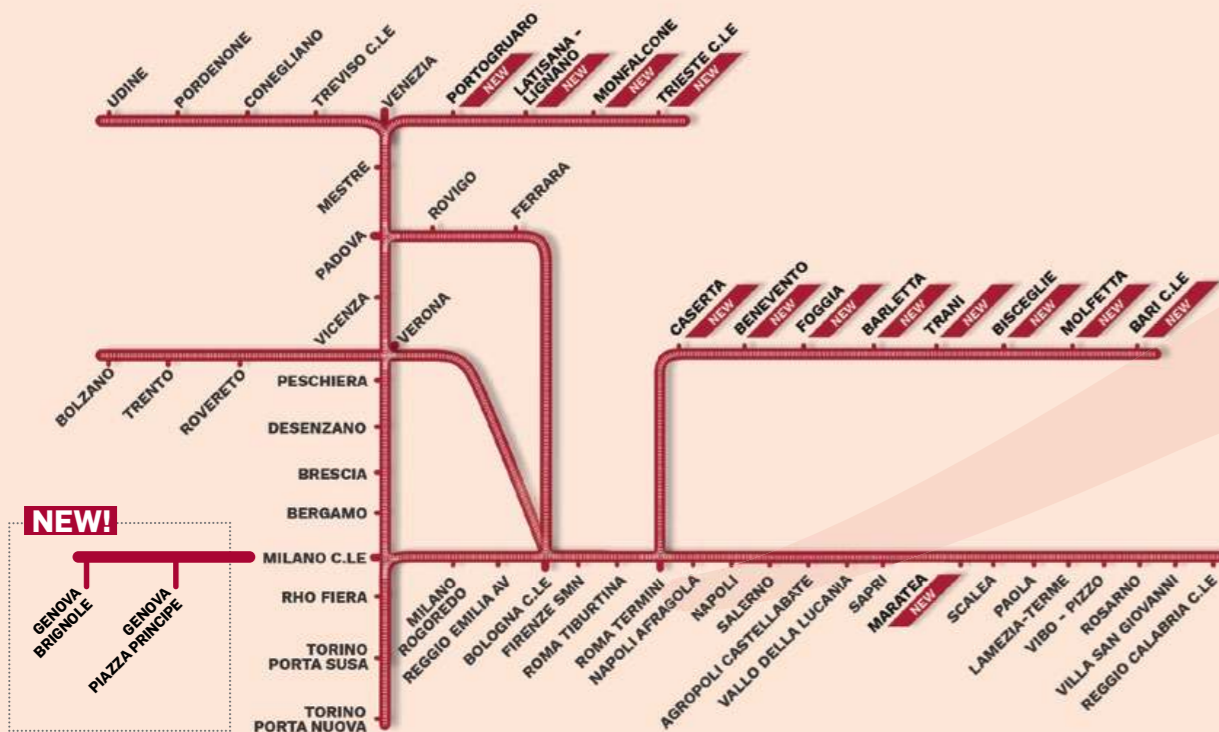 UDINE
PORDENONE
CONEGLIANO
TREVISO C.LE
VENEZIA
PORTOGRUARO
NEW
LATISANA –
LIGNANO
NEW
MONFALCONE
NEW
TRIESTE C.LE
NEW
MESTRE
PADOVA
ROVIGO
FERRARA
VICENZA
VERONA
CASERTA
NEW
BENEVENTO
NEW
FOGGIA
NEW
BARLETTA
NEW
TRANI
NEW
BISCEGLIE
NEW
MOLFETTA
NEW
BARI C.LE
NEW
BOLZANO
TRENTO
ROVERETO
PESCHIERA
DESENZANO
BRESCIA
BERGAMO
NEW!
GENOVA
BRIGNOLE
GENOVA
PIAZZA PRINCIPE
MILANO C.LE
RHO FIERA
TORINO
PORTA SUSA
TORINO
PORTA NUOVA
MILANO
ROGOREDO
REGGIO EMILIA AV
BOLOGNA C.LE
FIRENZE SMN
ROMA TIBURTINA
ROMA TERMINI
NAPOLI AFRAGOLA
NAPOLI
SALERNO
AGROPOLI CASTELLABATE
VALLO DELLA LUCANIA
SAPRI
MARATEA
NEW
SCALEA
PAOLA
LAMEZIA-TERME
VIBO - PIZZO
ROSARNO
VILLA SAN GIOVANNI
REGGIO CALABRIA C.LE